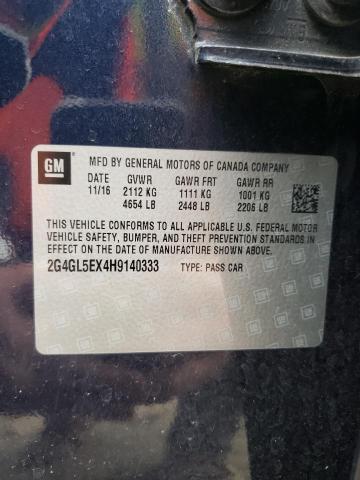 GM
MFD BY GENERAL MOTORS OF CANADA COMPANY
DATE GVWR GAWR FRT GAWR RR
11/16 2112 KG 1111 KG 1001 KG
4654 LB 2448 LB 2206 LB
THIS VEHICLE CONFORMS TO ALL APPLICABLE U.S. FEDERAL MOTOR
VEHICLE SAFETY, BUMPER, AND THEFT PREVENTION STANDARDS IN
EFFECT ON THE DATE OF MANUFACTURE SHOWN ABOVE.
2G4GL5EX4H9140333 TYPE: PASS CAR